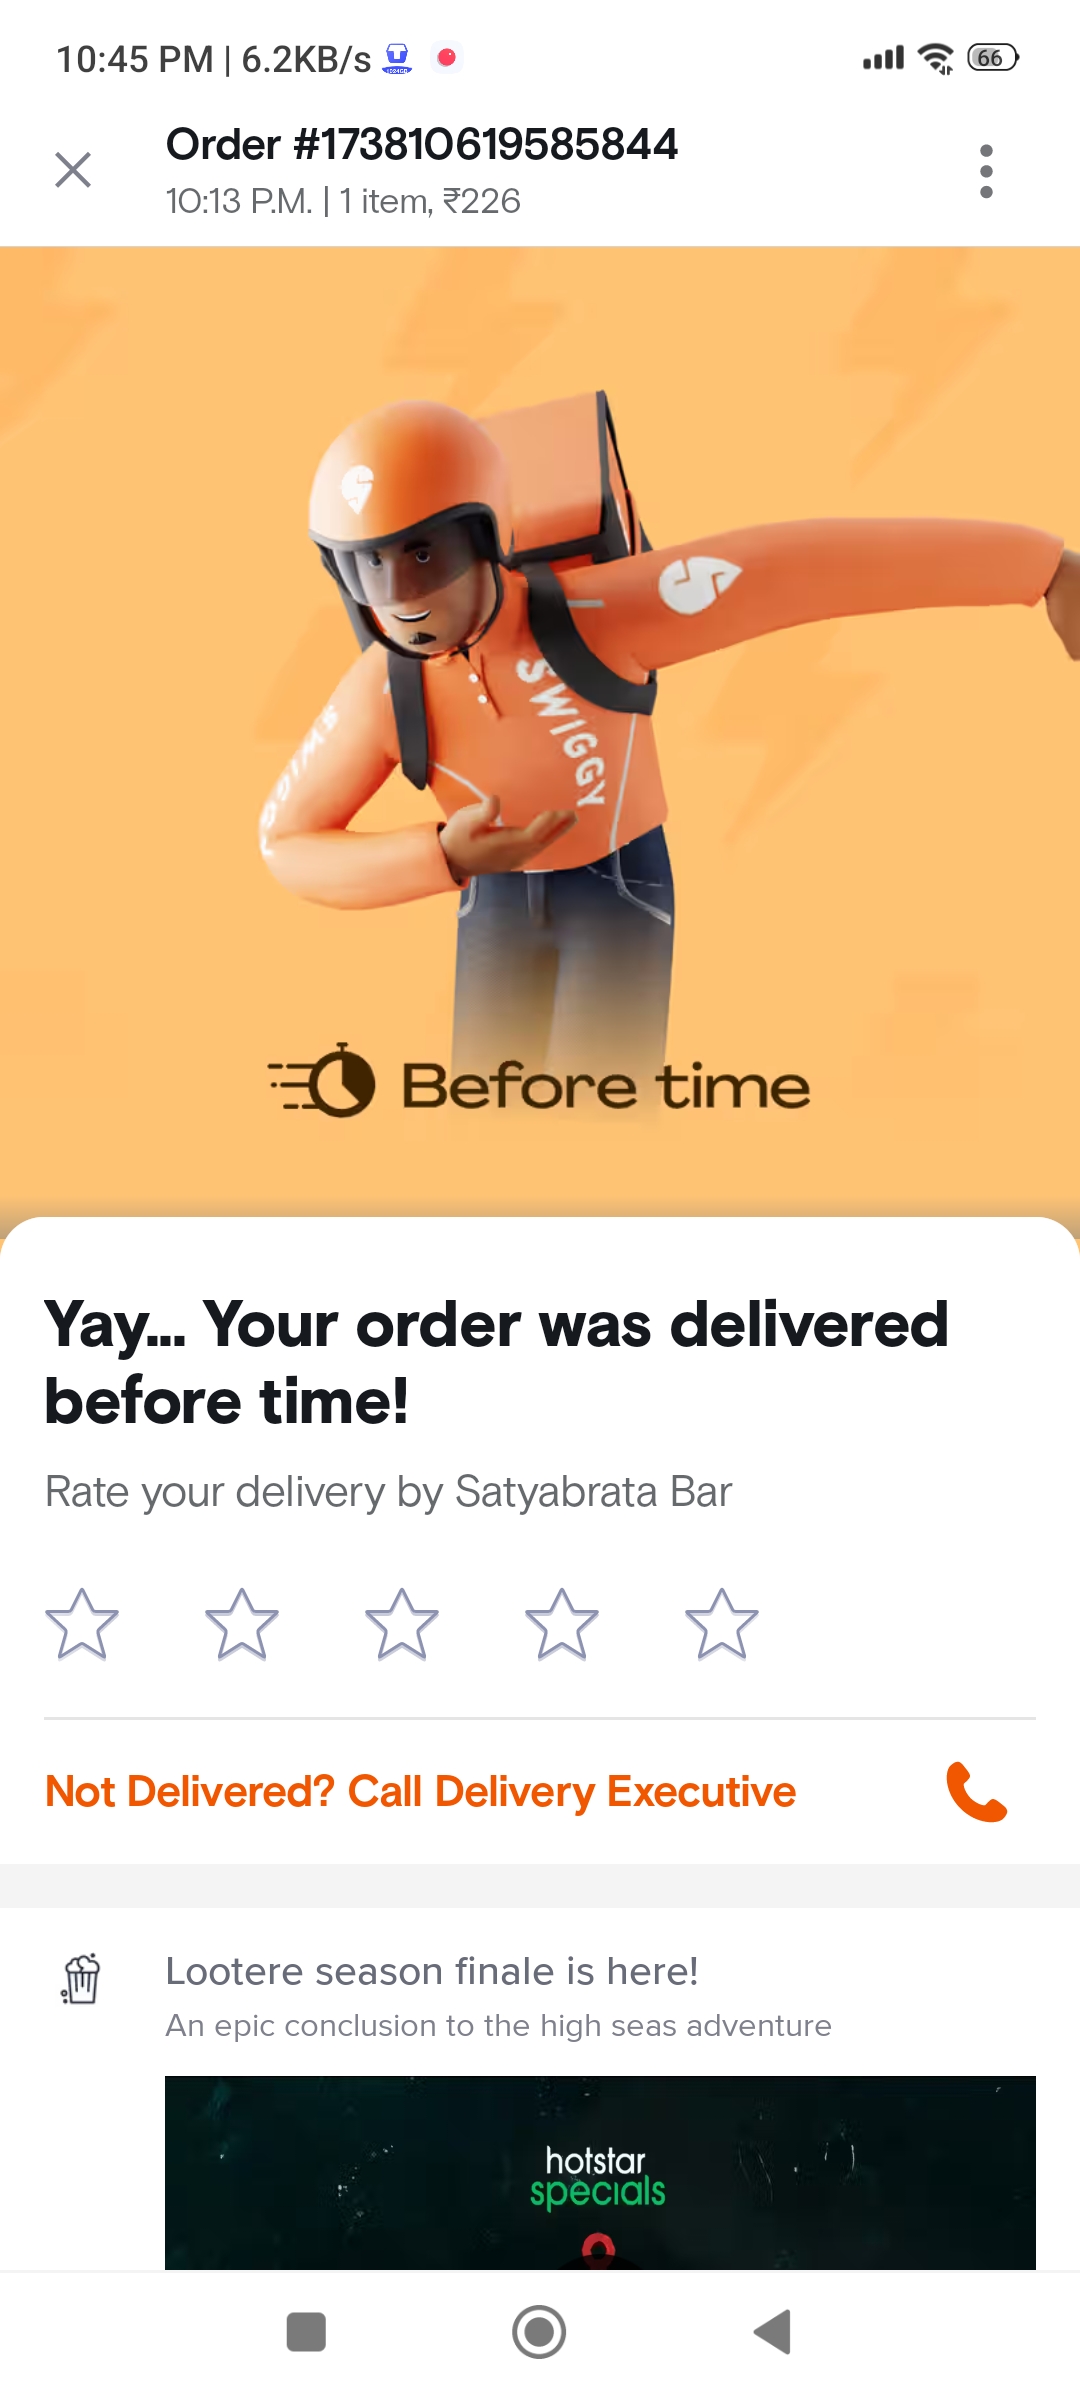 10:45 PM | 6.2KB/s
66
Order #173810619585844
10:13 P.M. | 1 item, ₹226
SWIGGY
SWIGGY
Before time
Yay... Your order was delivered
before time!
Rate your delivery by Satyabrata Bar
Not Delivered? Call Delivery Executive
Lootere season finale is here!
An epic conclusion to the high seas adventure
hotstar
specials